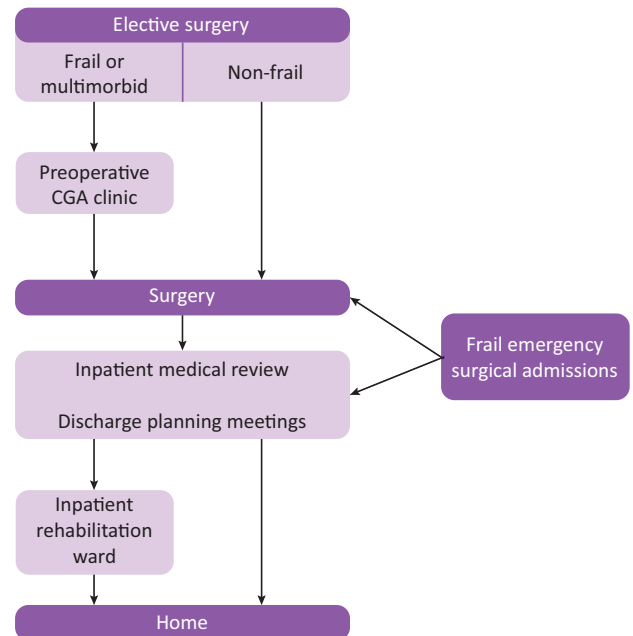 Elective surgery
Frail or
multimorbid
Non-frail
Preoperative
CGA clinic
Surgery
Frail emergency
surgical admissions
Inpatient medical review
Discharge planning meetings
Inpatient
rehabilitation
ward
Home